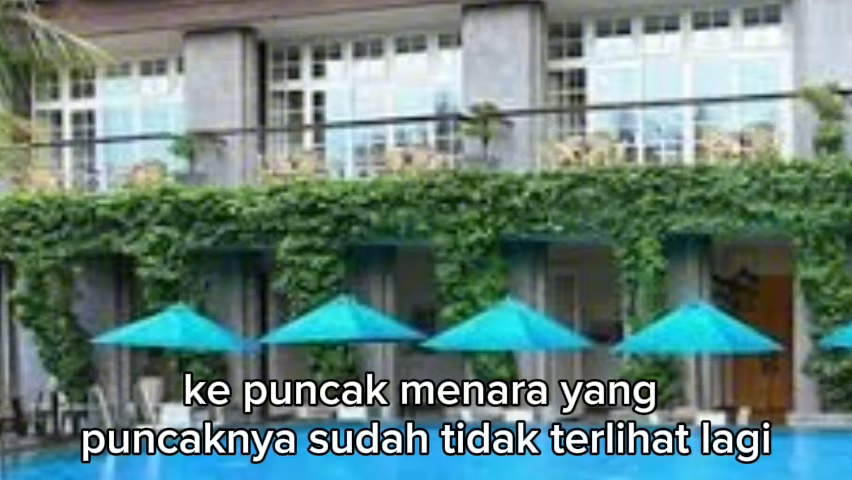 ke puncak menara yang
puncaknya sudah tidak terlihat lagi